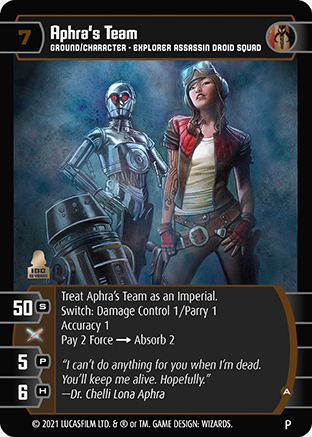 7
Aphra's Team
GROUND/CHARACTER - EXPLORER ASSASSIN DROID SQUAD
100
50 S
Treat Aphra's Team as an Imperial.
Switch: Damage Control 1/Parry 1
Accuracy 1
Pay 2 Force → Absorb 2
5 P
6 H
“I can't do anything for you when I'm dead.
You'll keep me alive. Hopefully.”
—Dr. Chelli Lona Aphra
A
© 2021 LUCASFILM LTD. & ® or TM. GAME DESIGN: WIZARDS.
P